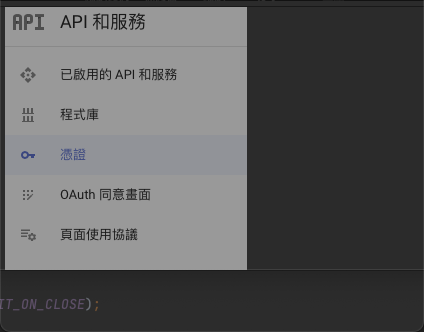 API API 和服務
已啟用的 API 和服務
程式庫
憑證
OAuth 同意畫面
頁面使用協議
IT_ON_CLOSE);